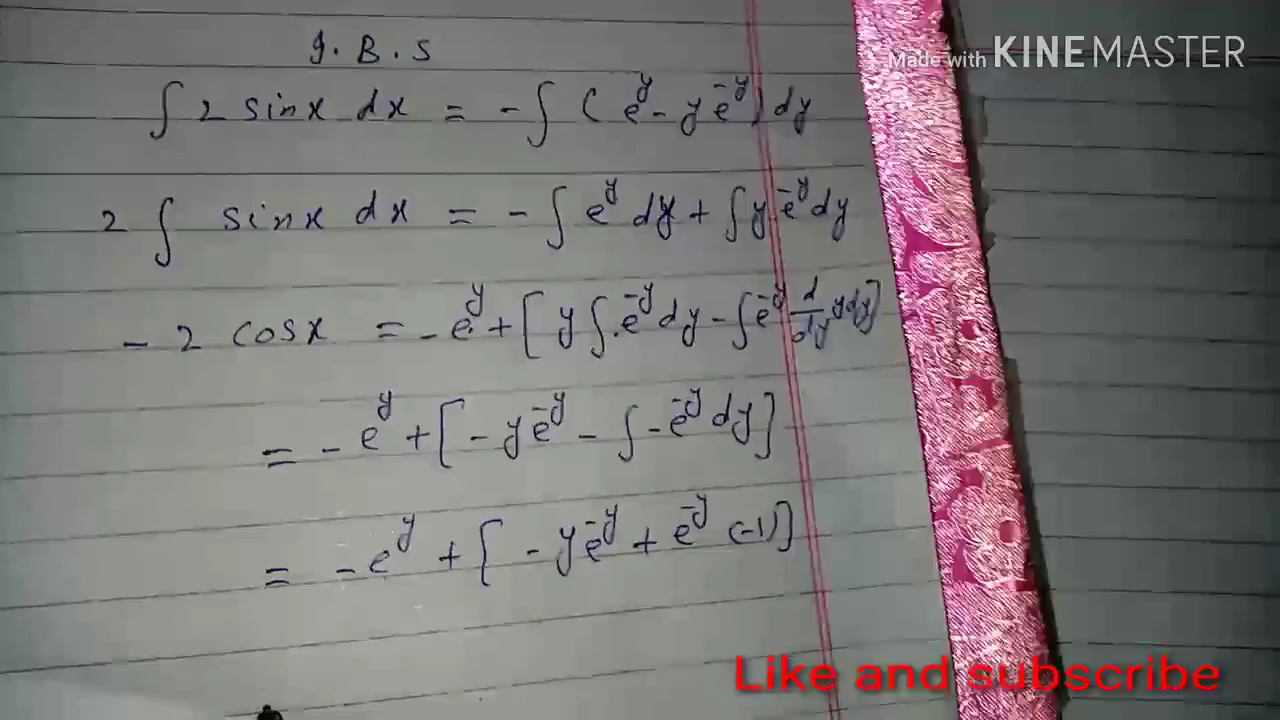 Made with KINEMASTER
I. B. S
∫ 2 sinx dx = - ∫ ( e^y - y e^-y ) dy
2 ∫ sinx dx = - ∫ e^y dy + ∫ y e^-y dy
- 2 cosx = - e^y + [ y ∫ e^-y dy - ∫ e^-y d/dy y dy ]
= - e^y + [ - y e^-y - ∫ - e^-y dy ]
= - e^y + [ - y e^-y + e^-y (-1) ]
Like and subscribe